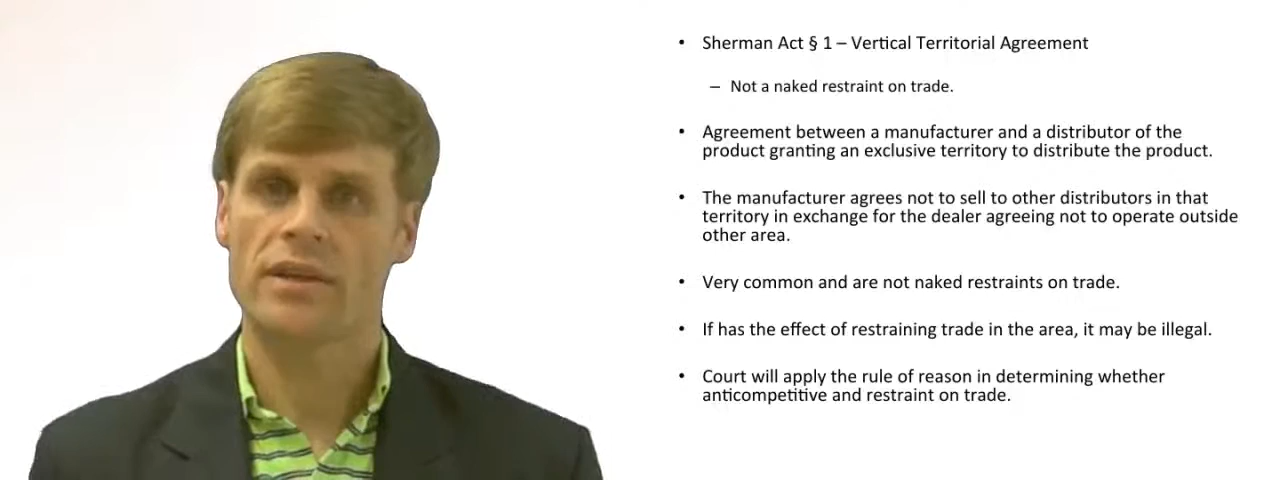 • Sherman Act § 1 – Vertical Territorial Agreement
– Not a naked restraint on trade.
• Agreement between a manufacturer and a distributor of the
product granting an exclusive territory to distribute the product.
• The manufacturer agrees not to sell to other distributors in that
territory in exchange for the dealer agreeing not to operate outside
other area.
• Very common and are not naked restraints on trade.
• If has the effect of restraining trade in the area, it may be illegal.
• Court will apply the rule of reason in determining whether
anticompetitive and restraint on trade.